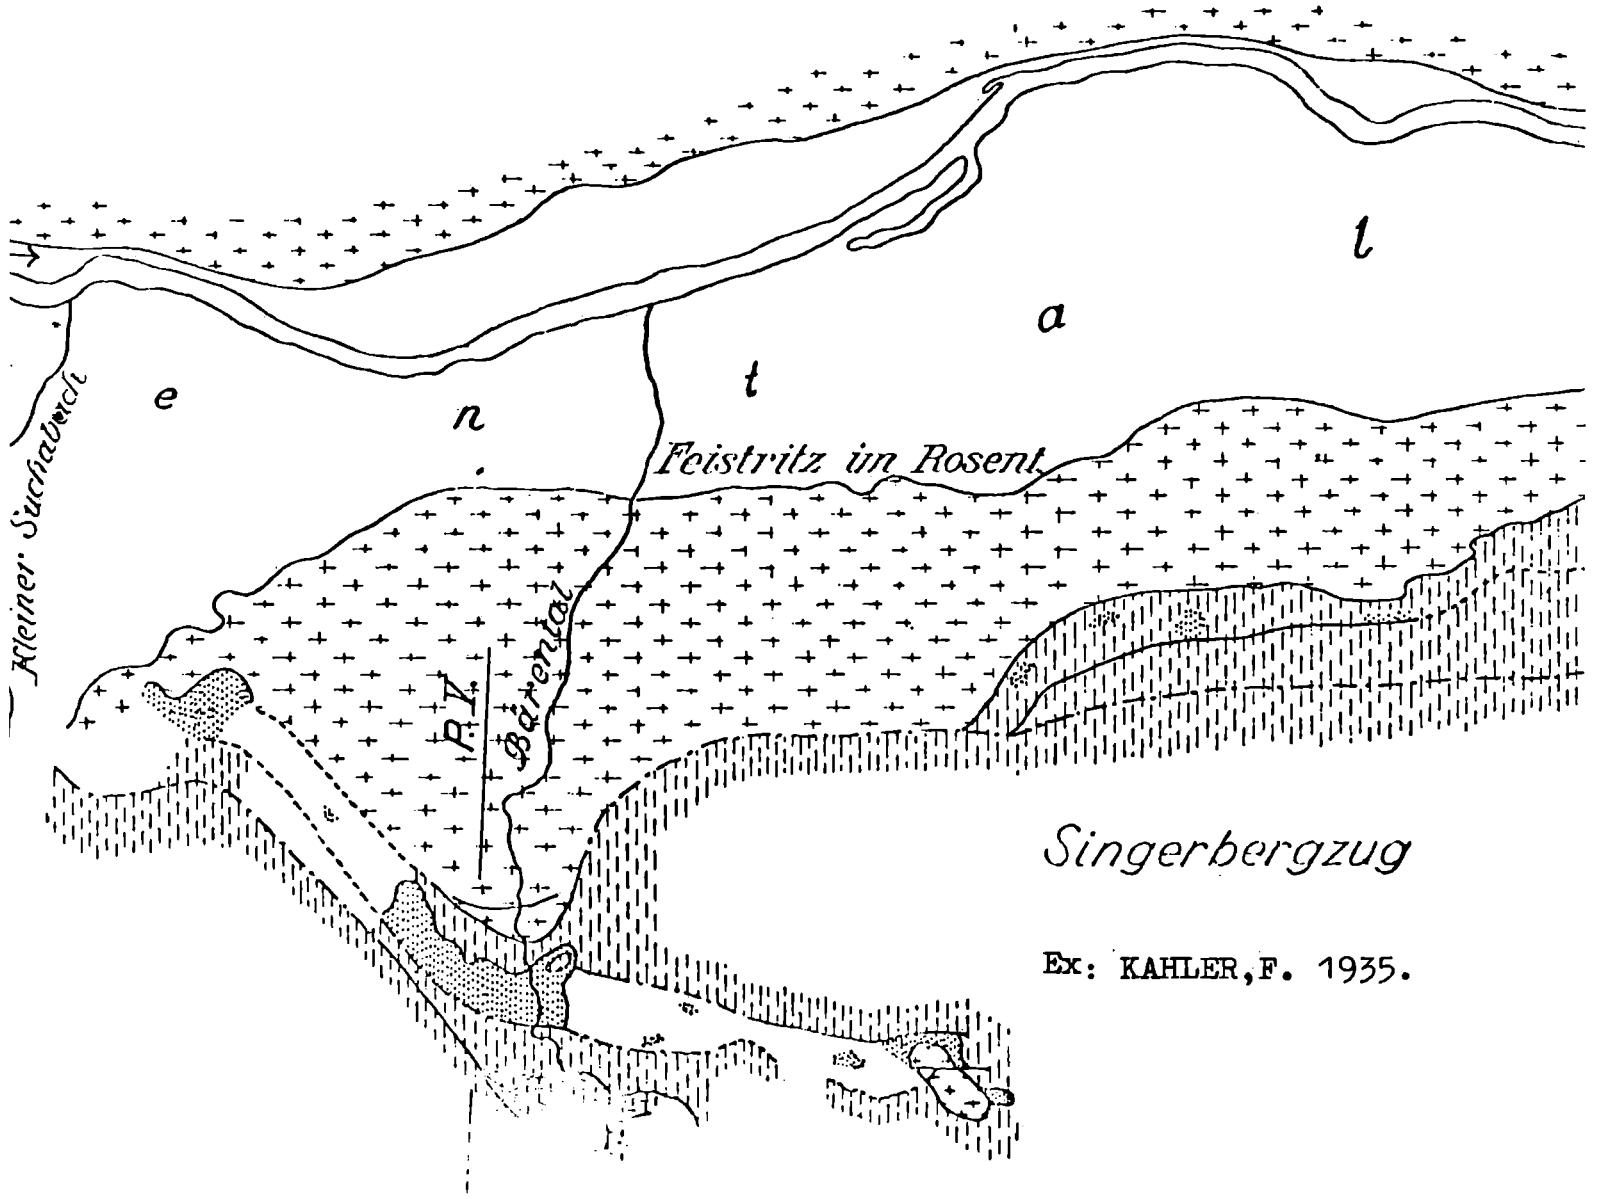 l
a
t
e
n
Feistritz im Rosent.
Kleiner Suchabach
Bärental
P. V.
Singerbergzug
Ex: KAHLER,F. 1935.